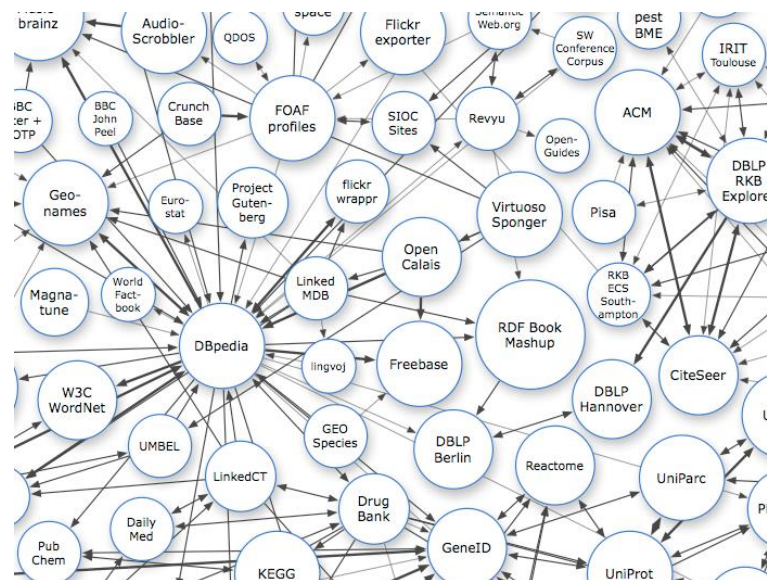 brainz
Audio-
Scrobbler
QDOS
space
Flickr
exporter
Semantic
Web.org
SW
Conference
Corpus
pest
BME
IRIT
Toulouse
BBC
John
Peel
Crunch
Base
FOAF
profiles
SIOC
Sites
Revyu
Open-
Guides
ACM
DBLP
RKB
Explore
OTP
Geo-
names
Euro-
stat
Project
Guten-
berg
flickr
wrappr
Virtuoso
Sponger
Pisa
Open
Calais
Magna-
tune
World
Fact-
book
Linked
MDB
RKB
ECS
South-
ampton
DBpedia
lingvoj
Freebase
RDF Book
Mashup
CiteSeer
W3C
WordNet
DBLP
Hannover
UMBEL
GEO
Species
DBLP
Berlin
Reactome
LinkedCT
UniParc
Drug
Bank
Daily
Med
Pub
Chem
KEGG
GeneID
UniProt